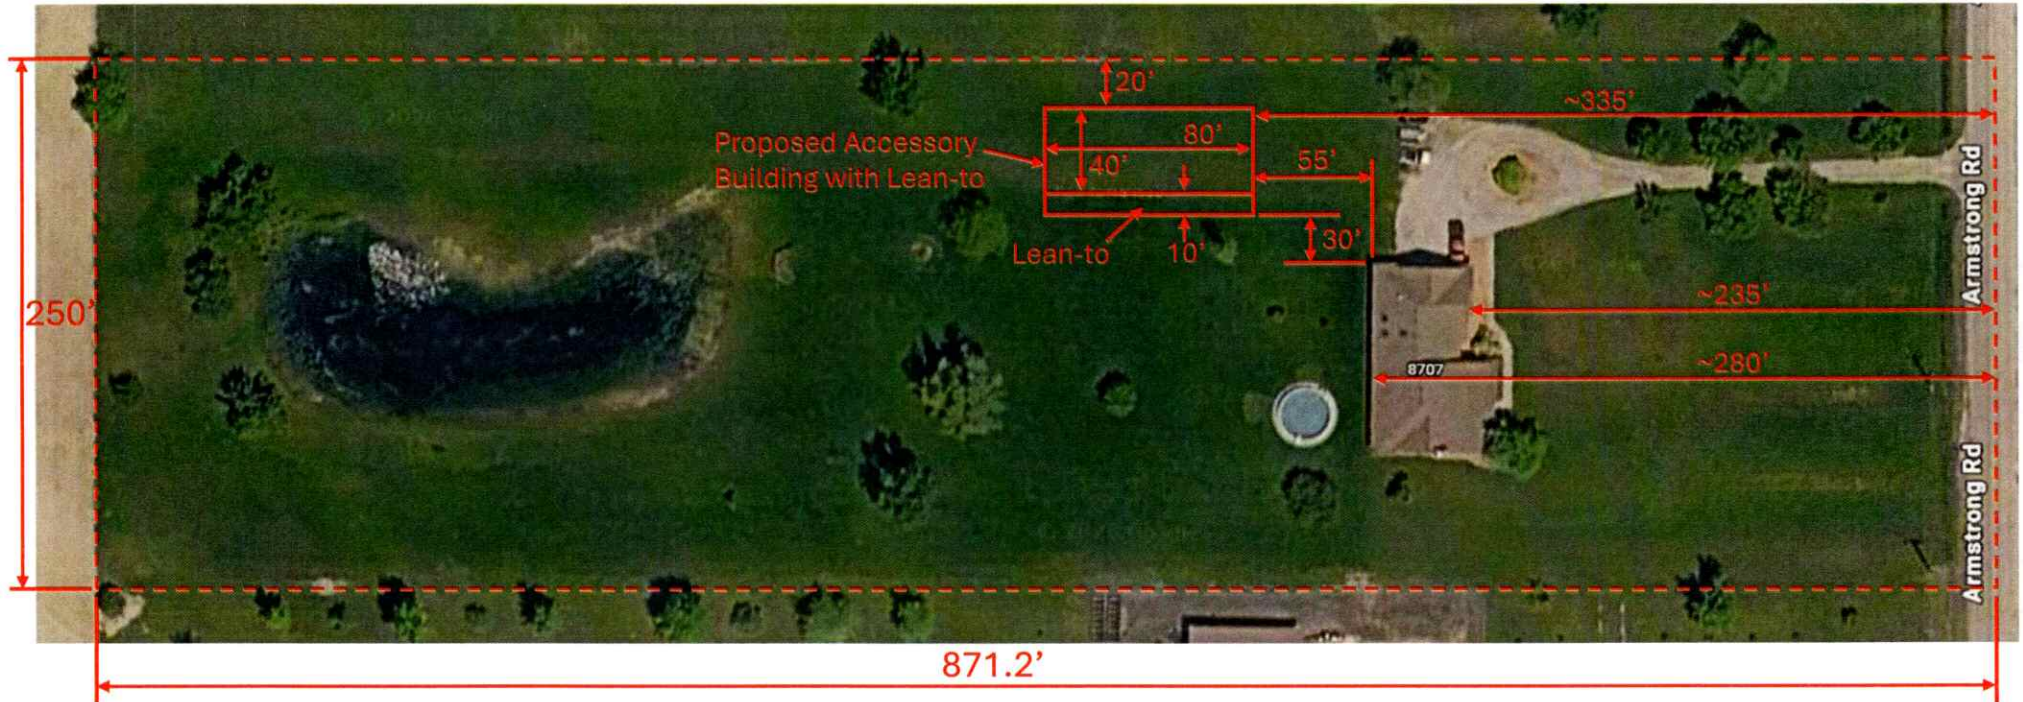 20'
~335'
Proposed Accessory
Building with Lean-to
80'
40'
55'
Lean-to
10'
30'
Armstrong Rd
250'
~235'
8707
~280'
Armstrong Rd
871.2'